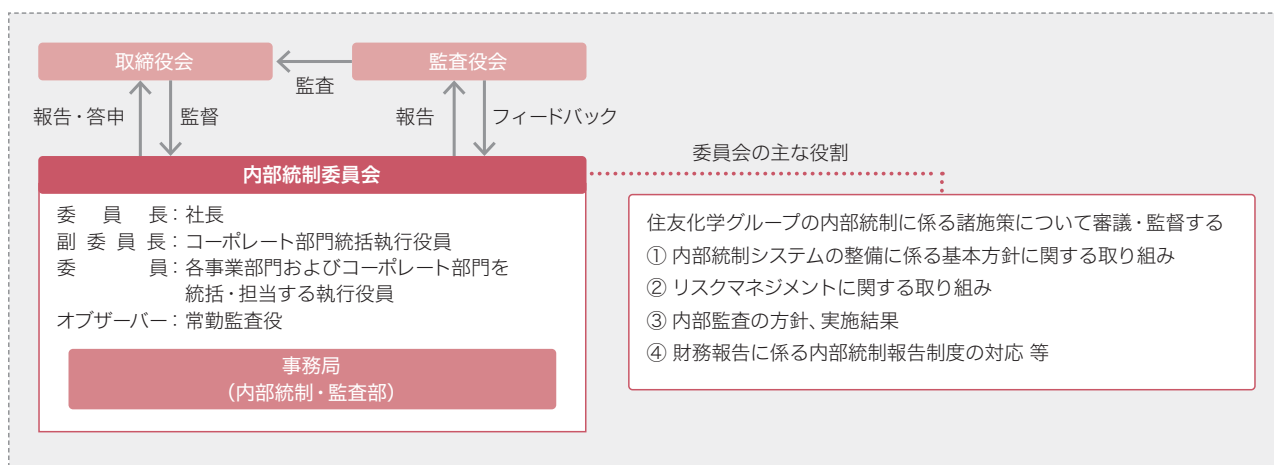 取締役会
監査役会
監査
報告・答申
監督
報告
フィードバック
委員会の主な役割
内部統制委員会
委員長：社長
副委員長：コーポレート部門統括執行役員
委員：各事業部門およびコーポレート部門を
統括・担当する執行役員
オブザーバー：常勤監査役
事務局
（内部統制・監査部）
住友化学グループの内部統制に係る諸施策について審議・監督する
① 内部統制システムの整備に係る基本方針に関する取り組み
② リスクマネジメントに関する取り組み
③ 内部監査の方針、実施結果
④ 財務報告に係る内部統制報告制度の対応 等